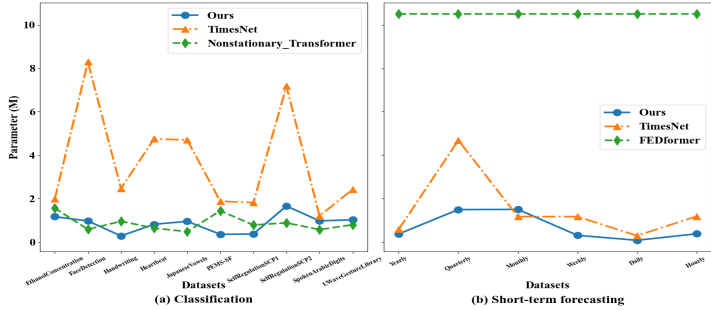 Ours
TimesNet
Nonstationary_Transformer
Parameter (M)
10
8
6
4
2
0
EthanolConcentration
FaceDetection
Handwriting
Heartbeat
JapaneseVowels
PEMS-SF
SelfRegulationSCP1
SelfRegulationSCP2
SpokenArabicDigits
UWaveGestureLibrary
Datasets
(a) Classification
Ours
TimesNet
FEDformer
Yearly
Quarterly
Monthly
Weekly
Daily
Hourly
Datasets
(b) Short-term forecasting